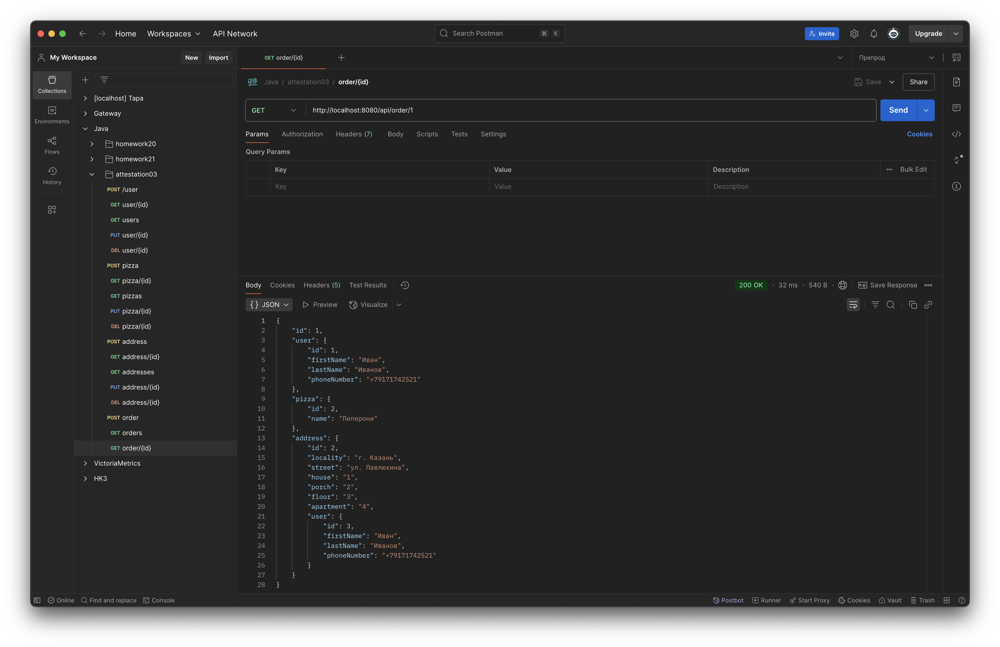 Home Workspaces API Network Search Postman ⌘ K Invite Upgrade
My Workspace New Import GET order/{id} Препрод
Collections
Environments
Flows
History
[localhost] Тара
Gateway
Java
homework20
homework21
attestation03
POST /user
GET user/{id}
GET users
PUT user/{id}
DEL user/{id}
POST pizza
GET pizza/{id}
GET pizzas
PUT pizza/{id}
DEL pizza/{id}
POST address
GET address/{id}
GET addresses
PUT address/{id}
DEL address/{id}
POST order
GET orders
GET order/{id}
VictoriaMetrics
НКЗ
HTTP Java / attestation03 / order/{id} Save Share
GET http://localhost:8080/api/order/1 Send
Params Authorization Headers (7) Body Scripts Tests Settings Cookies
Query Params
Key Value Description Bulk Edit
Key Value Description
Body Cookies Headers (5) Test Results 200 OK • 32 ms • 540 B • e.g. Save Response
{} JSON Preview Visualize
1 {
2 "id": 1,
3 "user": {
4 "id": 1,
5 "firstName": "Иван",
6 "lastName": "Иванов",
7 "phoneNumber": "+79171742521"
8 },
9 "pizza": {
10 "id": 2,
11 "name": "Пеперони"
12 },
13 "address": {
14 "id": 2,
15 "locality": "г. Казань",
16 "street": "ул. Павлюхина",
17 "house": "1",
18 "porch": "2",
19 "floor": "3",
20 "apartment": "4",
21 "user": {
22 "id": 3,
23 "firstName": "Иван",
24 "lastName": "Иванов",
25 "phoneNumber": "+79171742521"
26 }
27 }
28 }
Online Find and replace Console Postbot Runner Start Proxy Cookies Vault Trash